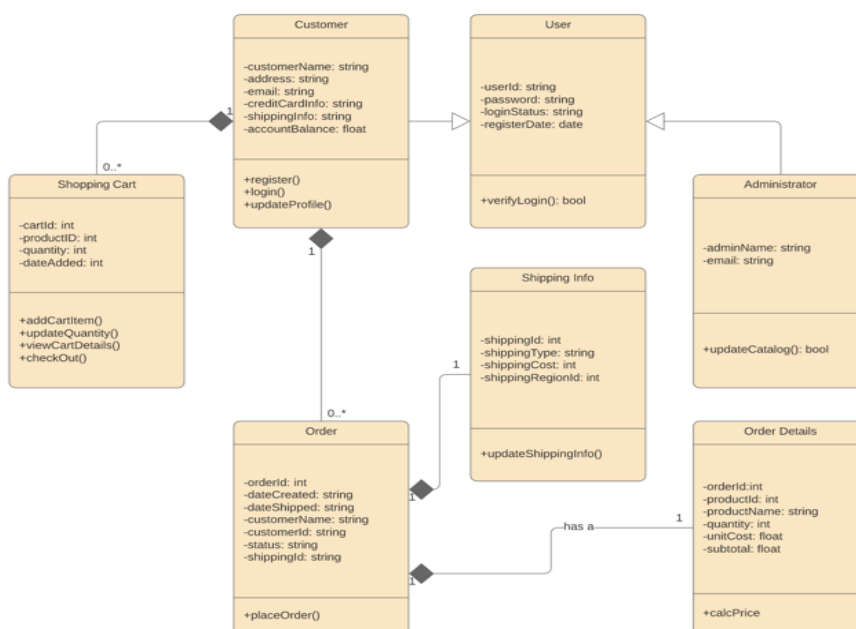 Customer
-customerName: string
-address: string
-email: string
-creditCardInfo: string
-shippingInfo: string
-accountBalance: float
+register()
+login()
+updateProfile()
User
-userId: string
-password: string
-loginStatus: string
-registerDate: date
+verifyLogin(): bool
1
0..*
Shopping Cart
-cartId: int
-productID: int
-quantity: int
-dateAdded: int
+addCartItem()
+updateQuantity()
+viewCartDetails()
+checkOut()
Administrator
-adminName: string
-email: string
+updateCatalog(): bool
1
0..*
Shipping Info
-shippingId: int
-shippingType: string
-shippingCost: int
-shippingRegionId: int
+updateShippingInfo()
1
1
Order
-orderId: int
-dateCreated: string
-dateShipped: string
-customerName: string
-customerId: string
-status: string
-shippingId: string
+placeOrder()
1
has a
1
Order Details
-orderId:int
-productId: int
-productName: string
-quantity: int
-unitCost: float
-subtotal: float
+calcPrice